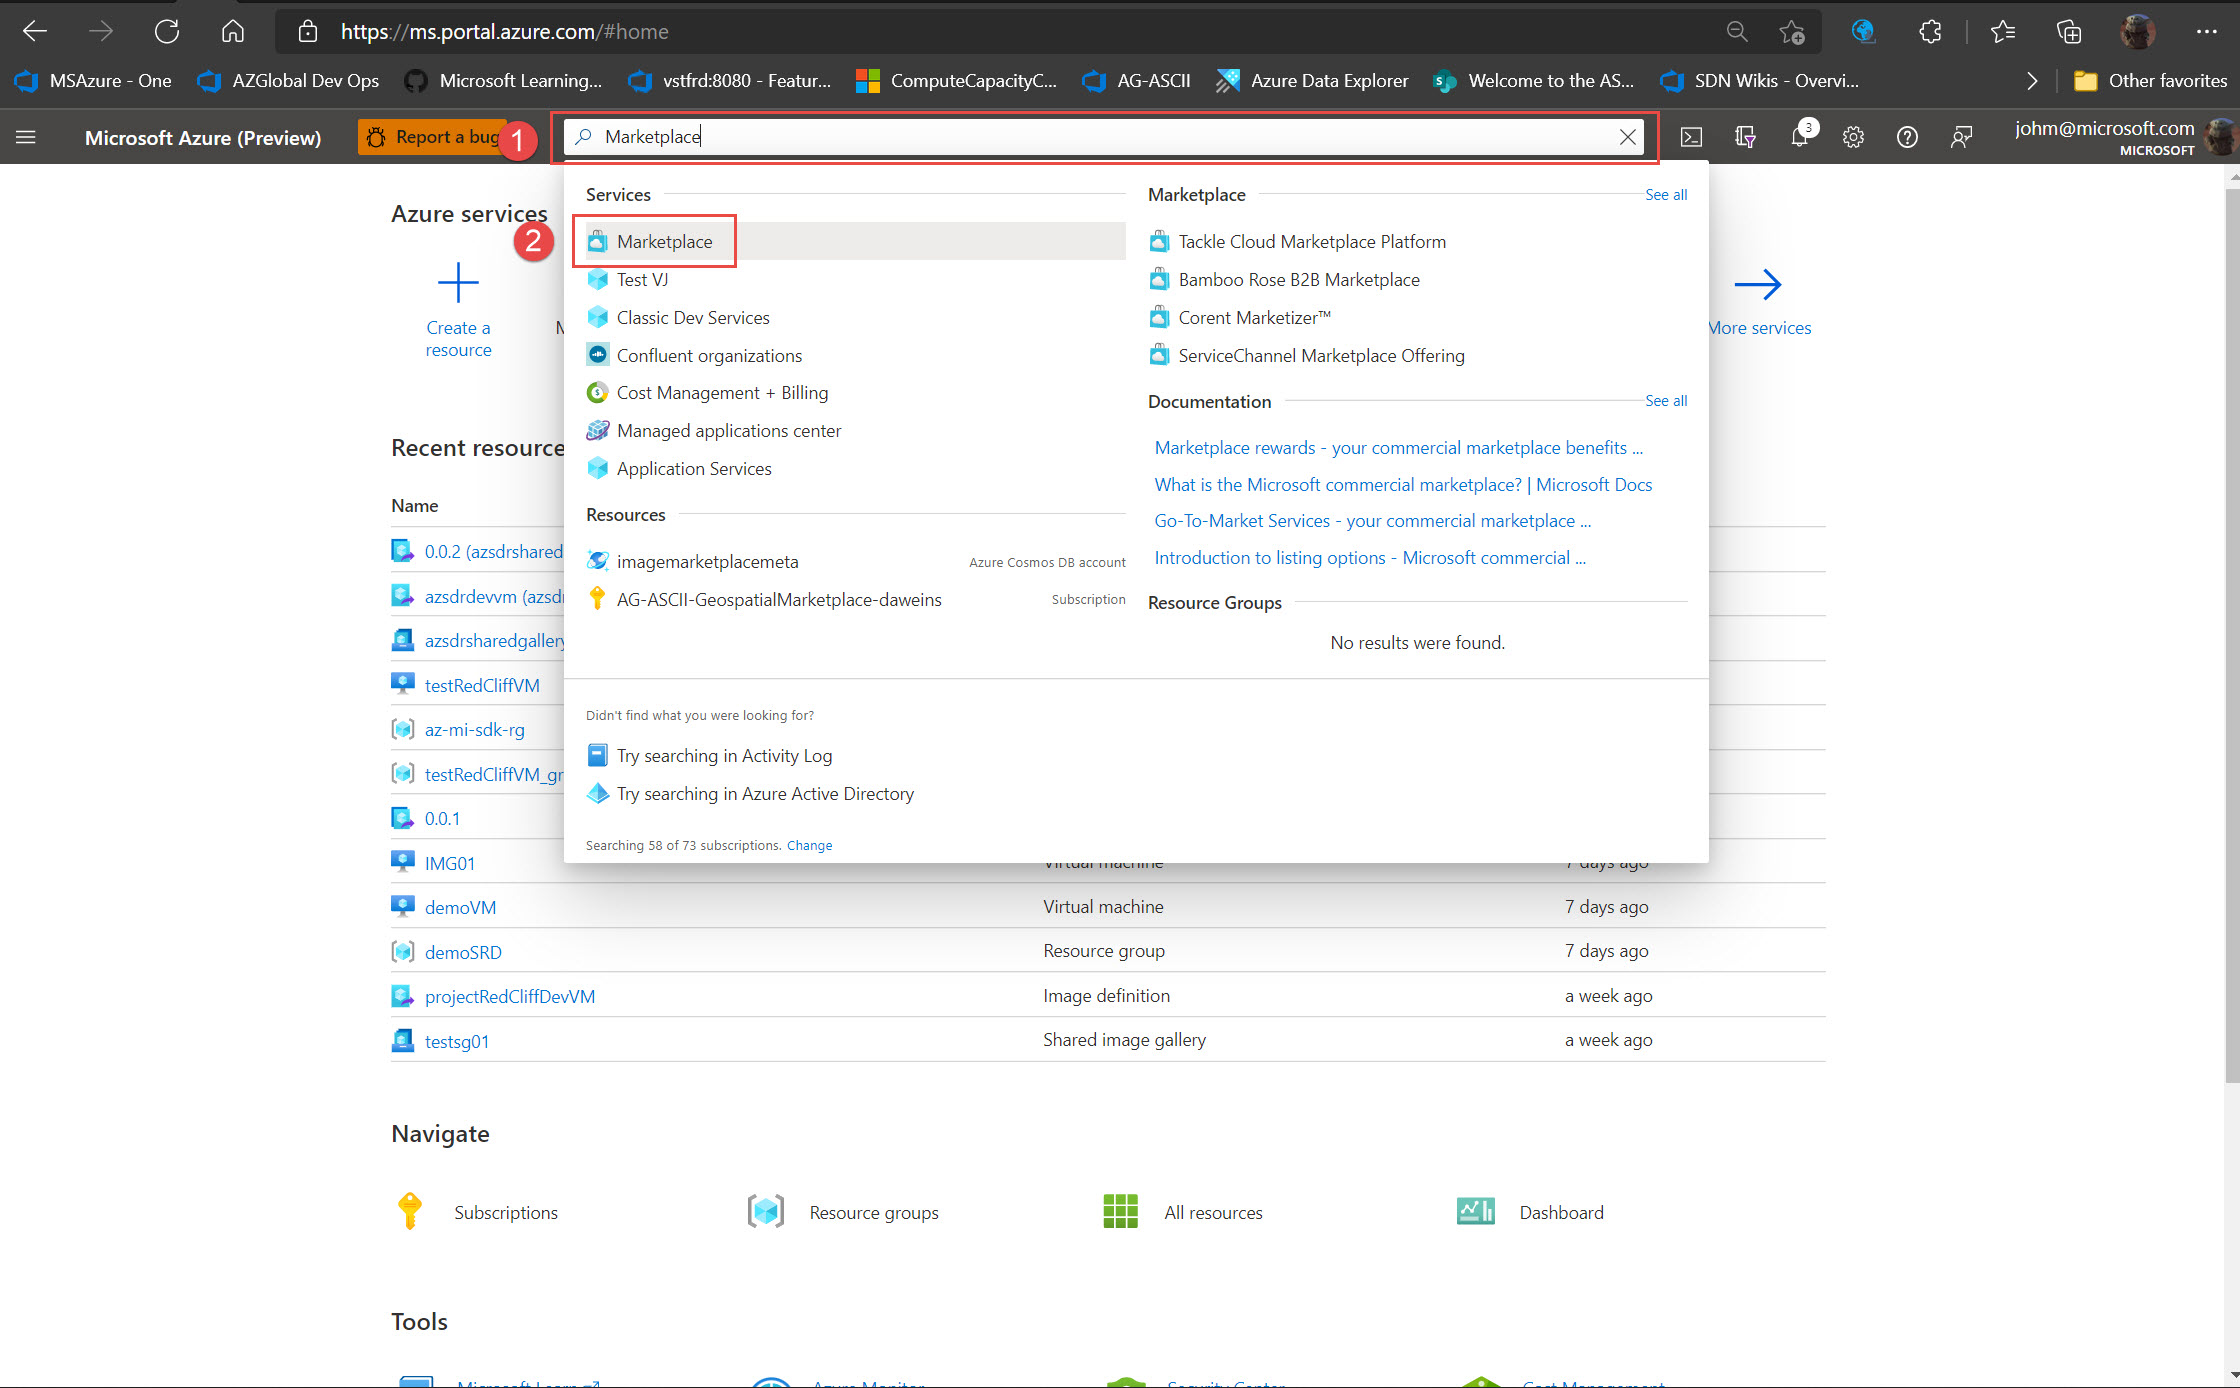 https://ms.portal.azure.com/#home
MSAzure - One
AZGlobal Dev Ops
Microsoft Learning...
vstfrd:8080 - Featur...
ComputeCapacityC...
AG-ASCII
Azure Data Explorer
Welcome to the AS...
SDN Wikis - Overvi...
Other favorites
Microsoft Azure (Preview)
Report a bug
1
Marketplace
3
johm@microsoft.com
MICROSOFT
Azure services
2
Create a
resource
More services
Services
Marketplace
Test VJ
Classic Dev Services
Confluent organizations
Cost Management + Billing
Managed applications center
Application Services
Resources
imagemarketplacemeta
Azure Cosmos DB account
AG-ASCII-GeospatialMarketplace-daweins
Subscription
Marketplace
See all
Tackle Cloud Marketplace Platform
Bamboo Rose B2B Marketplace
Corent Marketizer™
ServiceChannel Marketplace Offering
Documentation
See all
Marketplace rewards - your commercial marketplace benefits ...
What is the Microsoft commercial marketplace? | Microsoft Docs
Go-To-Market Services - your commercial marketplace ...
Introduction to listing options - Microsoft commercial ...
Resource Groups
No results were found.
Didn't find what you were looking for?
Try searching in Activity Log
Try searching in Azure Active Directory
Searching 58 of 73 subscriptions. Change
Recent resource
Name
0.0.2 (azsdrshared
azsdrdevvm (azsd
azsdrsharedgallery
testRedCliffVM
az-mi-sdk-rg
testRedCliffVM_gr
0.0.1
IMG01
Virtual machine
7 days ago
demoVM
Virtual machine
7 days ago
demoSRD
Resource group
7 days ago
projectRedCliffDevVM
Image definition
a week ago
testsg01
Shared image gallery
a week ago
Navigate
Subscriptions
Resource groups
All resources
Dashboard
Tools
Microsoft Learn
Azure Monitor
Security Center
Cost Management